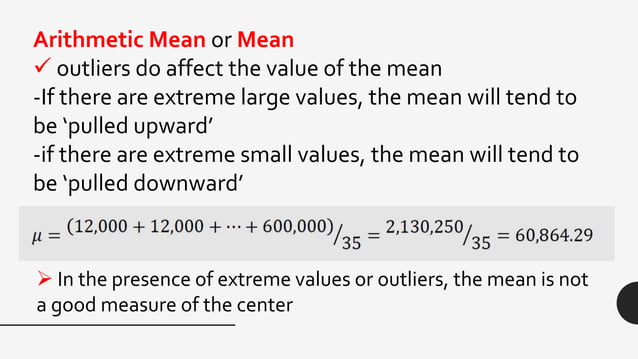 Arithmetic Mean or Mean
✓ outliers do affect the value of the mean
-If there are extreme large values, the mean will tend to
be ‘pulled upward’
-if there are extreme small values, the mean will tend to
be ‘pulled downward’
μ = (12,000 + 12,000 + ⋯ + 600,000)/35 = 2,130,250/35 = 60,864.29
➢ In the presence of extreme values or outliers, the mean is not
a good measure of the center